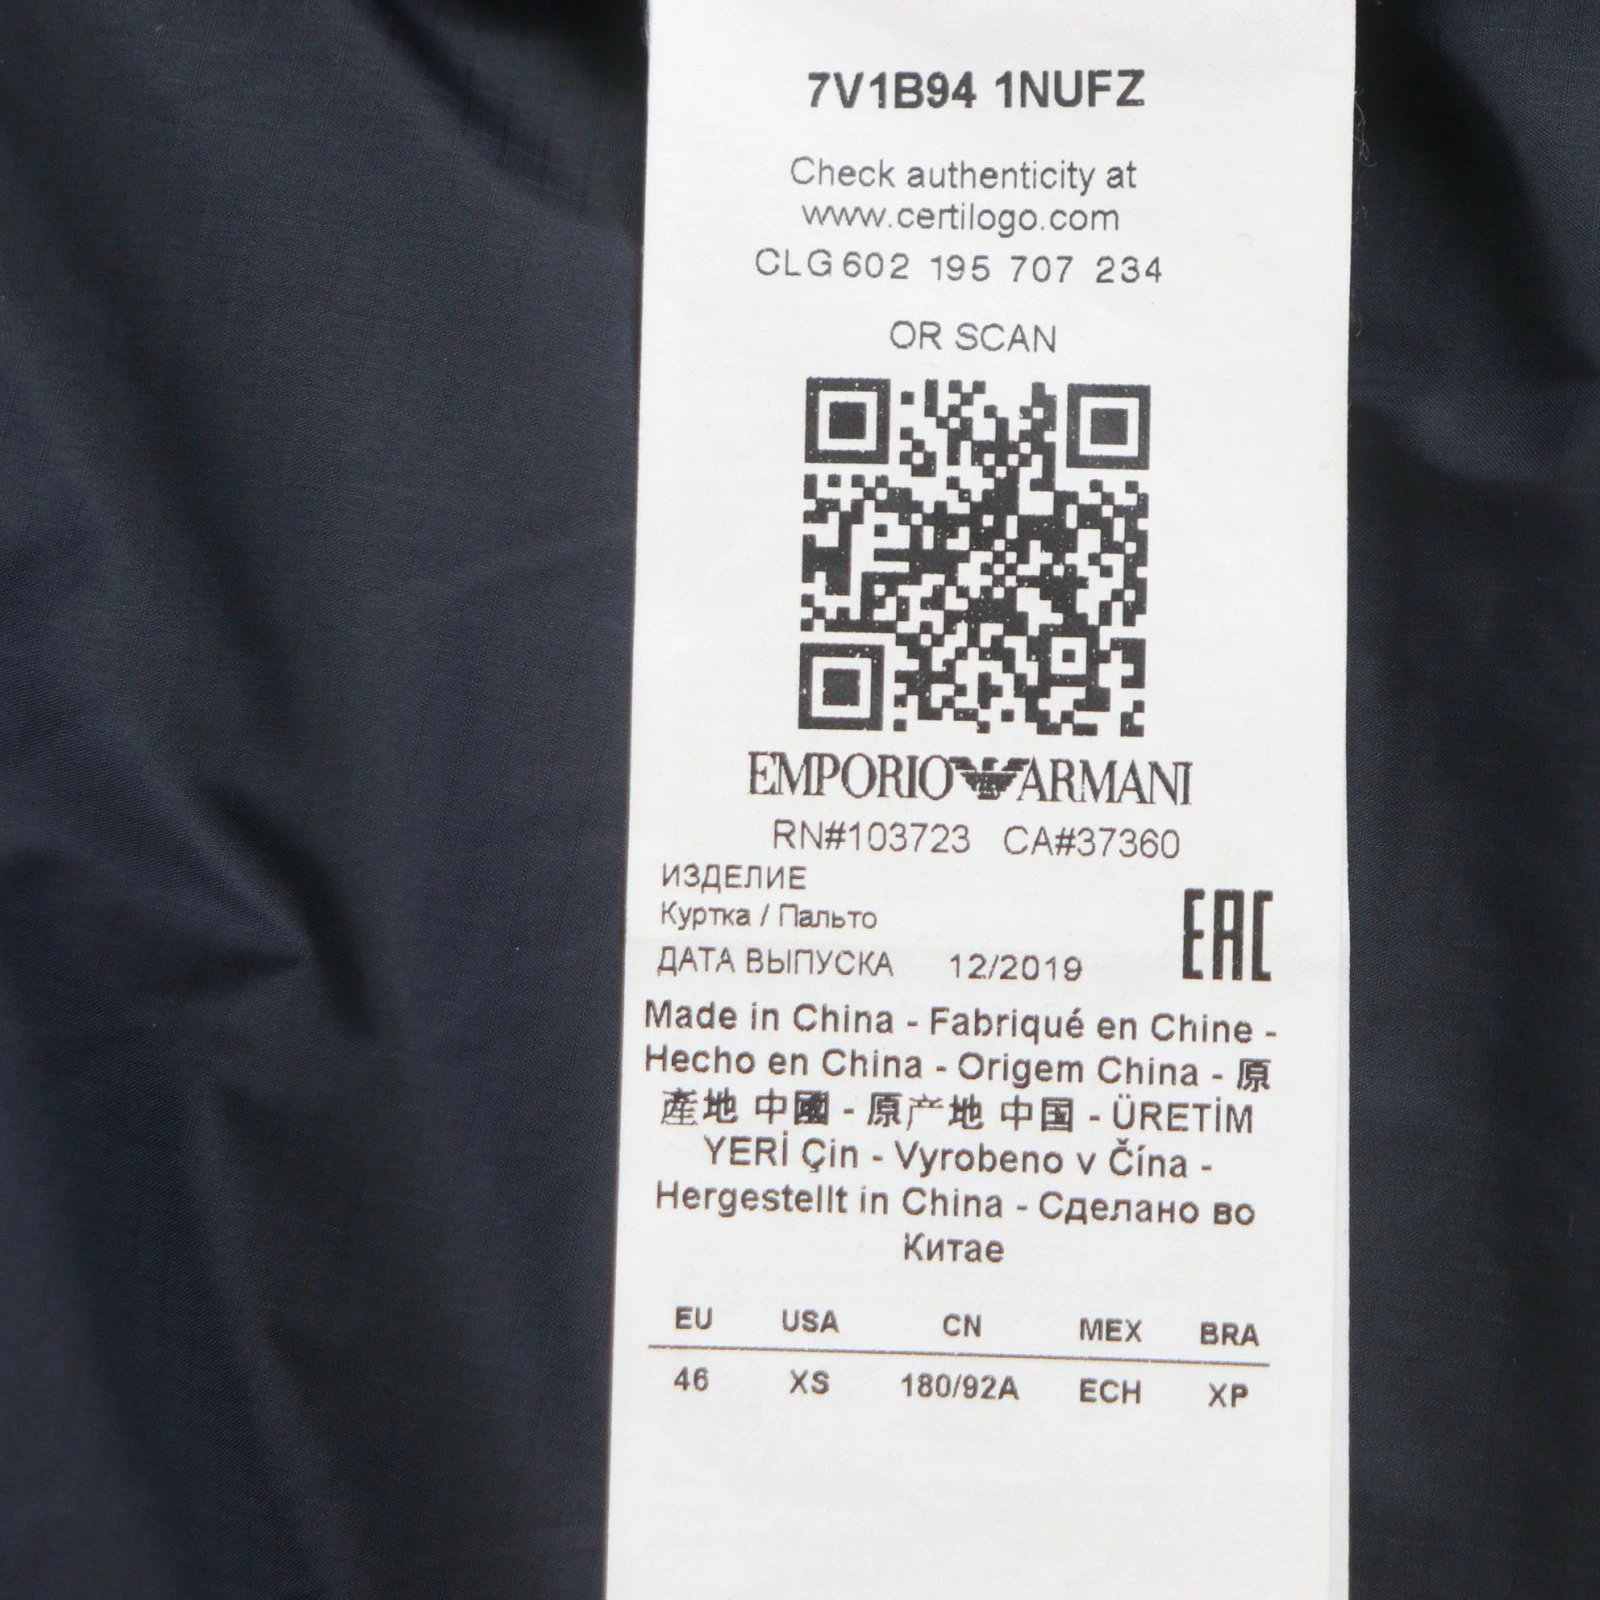 7V1B94 1NUFZ
Check authenticity at
www.certilogo.com
CLG 602 195 707 234
OR SCAN
EMPORIO ARMANI
RN#103723 CA#37360
ИЗДЕЛИЕ
Куртка / Пальто
ДАТА ВЫПУСКА 12/2019
EAC
Made in China - Fabriqué en Chine -
Hecho en China - Origem China - 原
產地 中國 - 原产地 中国 - ÜRETİM
YERİ Çin - Vyrobeno v Čína -
Hergestellt in China - Сделано во
Китае
EU USA CN MEX BRA
46 XS 180/92A ECH XP